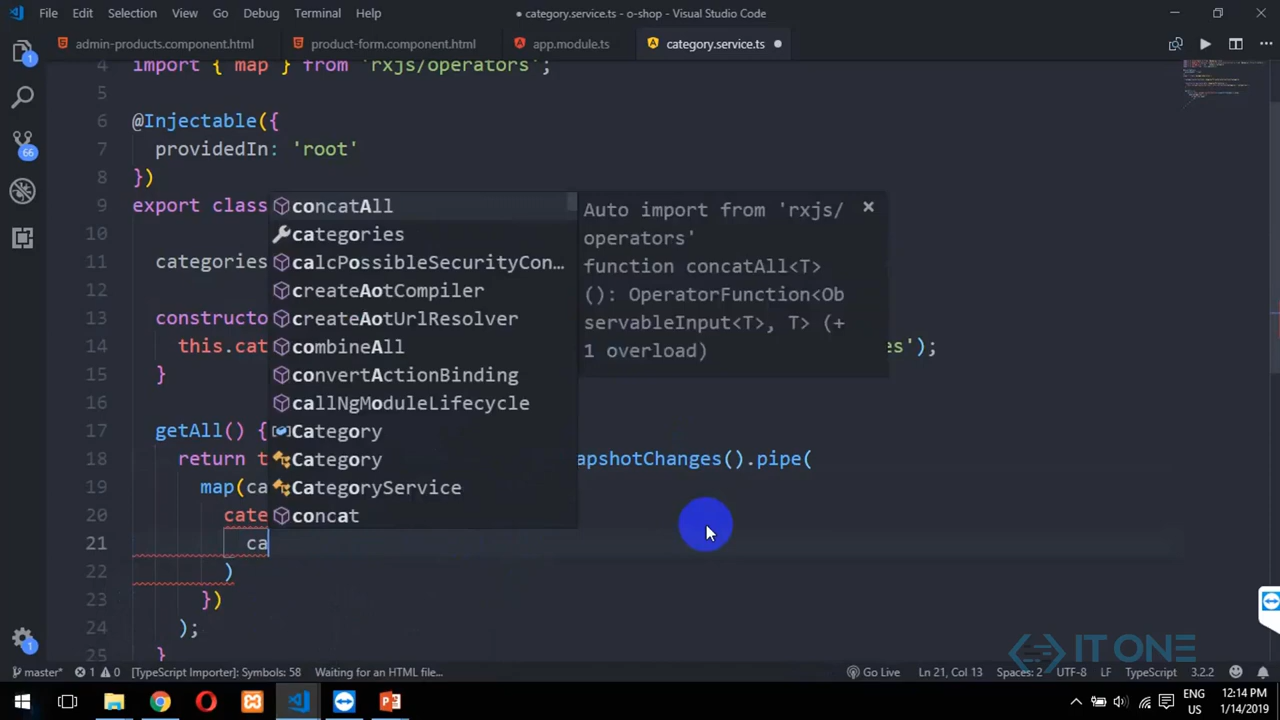 File Edit Selection View Go Debug Terminal Help ● category.service.ts - o-shop - Visual Studio Code
admin-products.component.html product-form.component.html app.module.ts category.service.ts
4 import { map } from 'rxjs/operators';
5
6 @Injectable({
7 providedIn: 'root'
8 })
9 export class
10
11 categories
12
13 constructo
14 this.cat es');
15 }
16
17 getAll() {
18 return t apshotChanges().pipe(
19 map(ca
20 cate
21 ca
22 )
23 })
24 );
25 }
concatAll
categories
calcPossibleSecurityCon...
createAotCompiler
createAotUrlResolver
combineAll
convertActionBinding
callNgModuleLifecycle
Category
Category
CategoryService
concat
Auto import from 'rxjs/
operators'
function concatAll<T>
(): OperatorFunction<Ob
servableInput<T>, T> (+
1 overload)
1
66
1
IT ONE
master* 1 0 [TypeScript Importer]: Symbols: 58 Waiting for an HTML file... Go Live Ln 21, Col 13 Spaces: 2 UTF-8 LF TypeScript 3.2.2
ENG 12:14 PM
US 1/14/2019